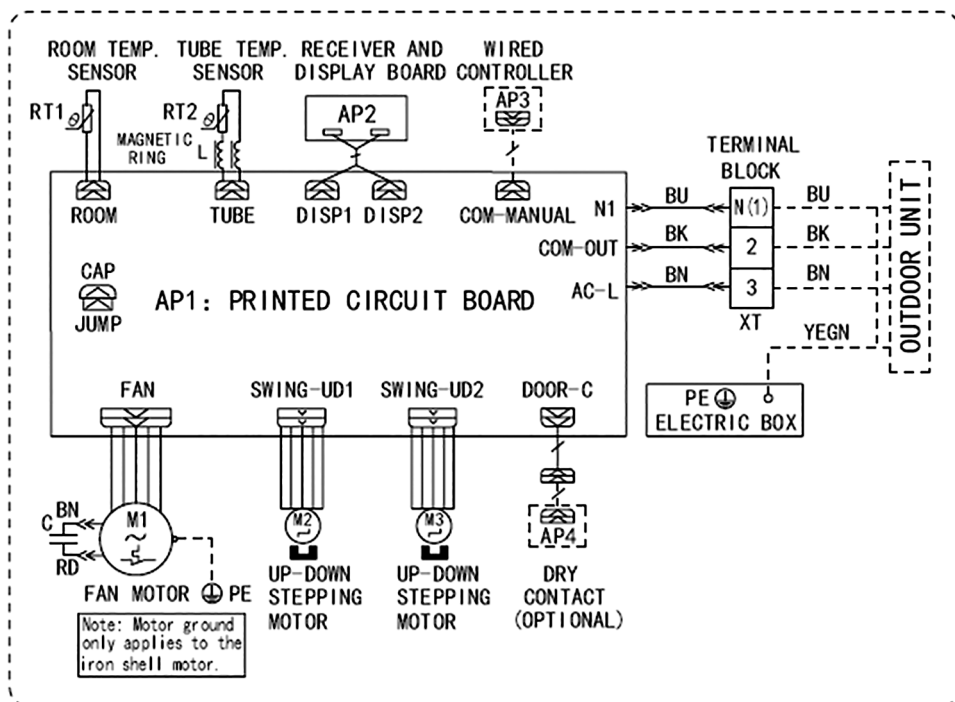 ROOM TEMP. SENSOR
TUBE TEMP. SENSOR
RECEIVER AND DISPLAY BOARD
WIRED CONTROLLER
RT1
θ
RT2
θ
MAGNETIC RING
L
AP2
AP3
TERMINAL BLOCK
ROOM
TUBE
DISP1
DISP2
COM-MANUAL
N1
BU
N(1)
BU
COM-OUT
BK
2
BK
AC-L
BN
3
BN
XT
YEGN
OUTDOOR UNIT
CAP
JUMP
AP1: PRINTED CIRCUIT BOARD
PE
ELECTRIC BOX
FAN
SWING-UD1
SWING-UD2
DOOR-C
C
BN
RD
M1
~
M2
~
M3
~
AP4
FAN MOTOR
PE
UP-DOWN
STEPPING
MOTOR
UP-DOWN
STEPPING
MOTOR
DRY
CONTACT
(OPTIONAL)
Note: Motor ground
only applies to the
iron shell motor.